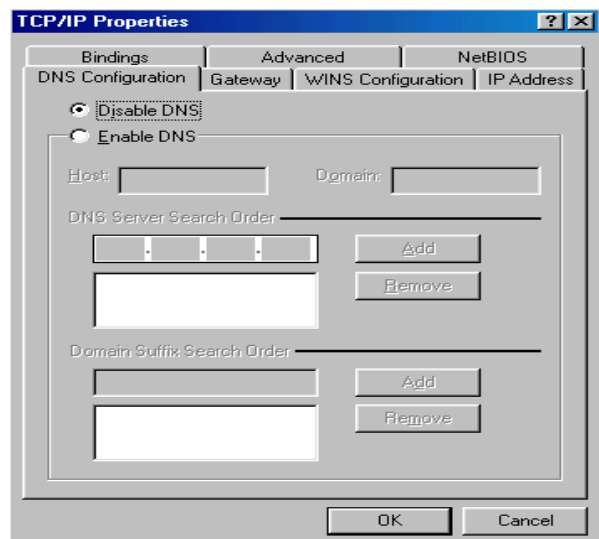 TCP/IP Properties
Bindings Advanced NetBIOS
DNS Configuration Gateway WINS Configuration IP Address
Disable DNS
Enable DNS
Host: Domain:
DNS Server Search Order
Add
Remove
Domain Suffix Search Order
Add
Remove
OK Cancel